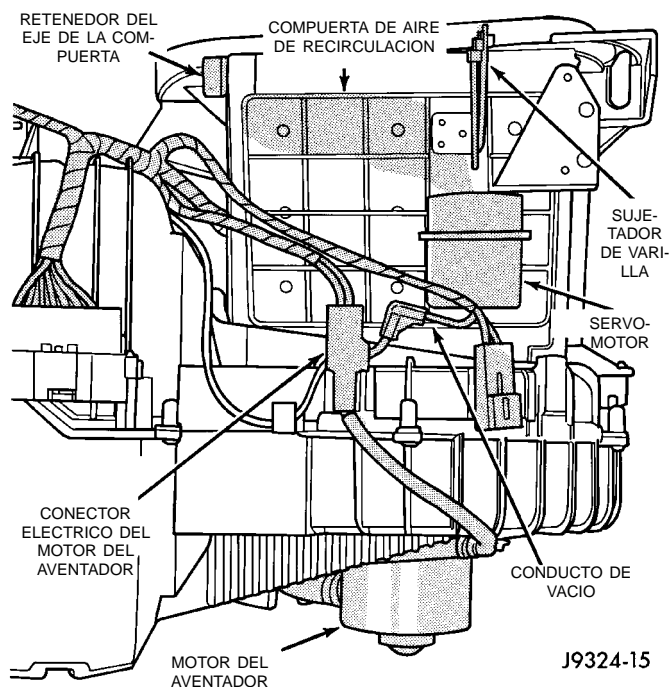 RETENEDOR DEL
EJE DE LA COM-
PUERTA
COMPUERTA DE AIRE
DE RECIRCULACION
SUJE-
TADOR
DE VARI-
LLA
SERVO-
MOTOR
CONECTOR
ELECTRICO DEL
MOTOR DEL
AVENTADOR
CONDUCTO DE
VACIO
MOTOR DEL
AVENTADOR
J9324-15